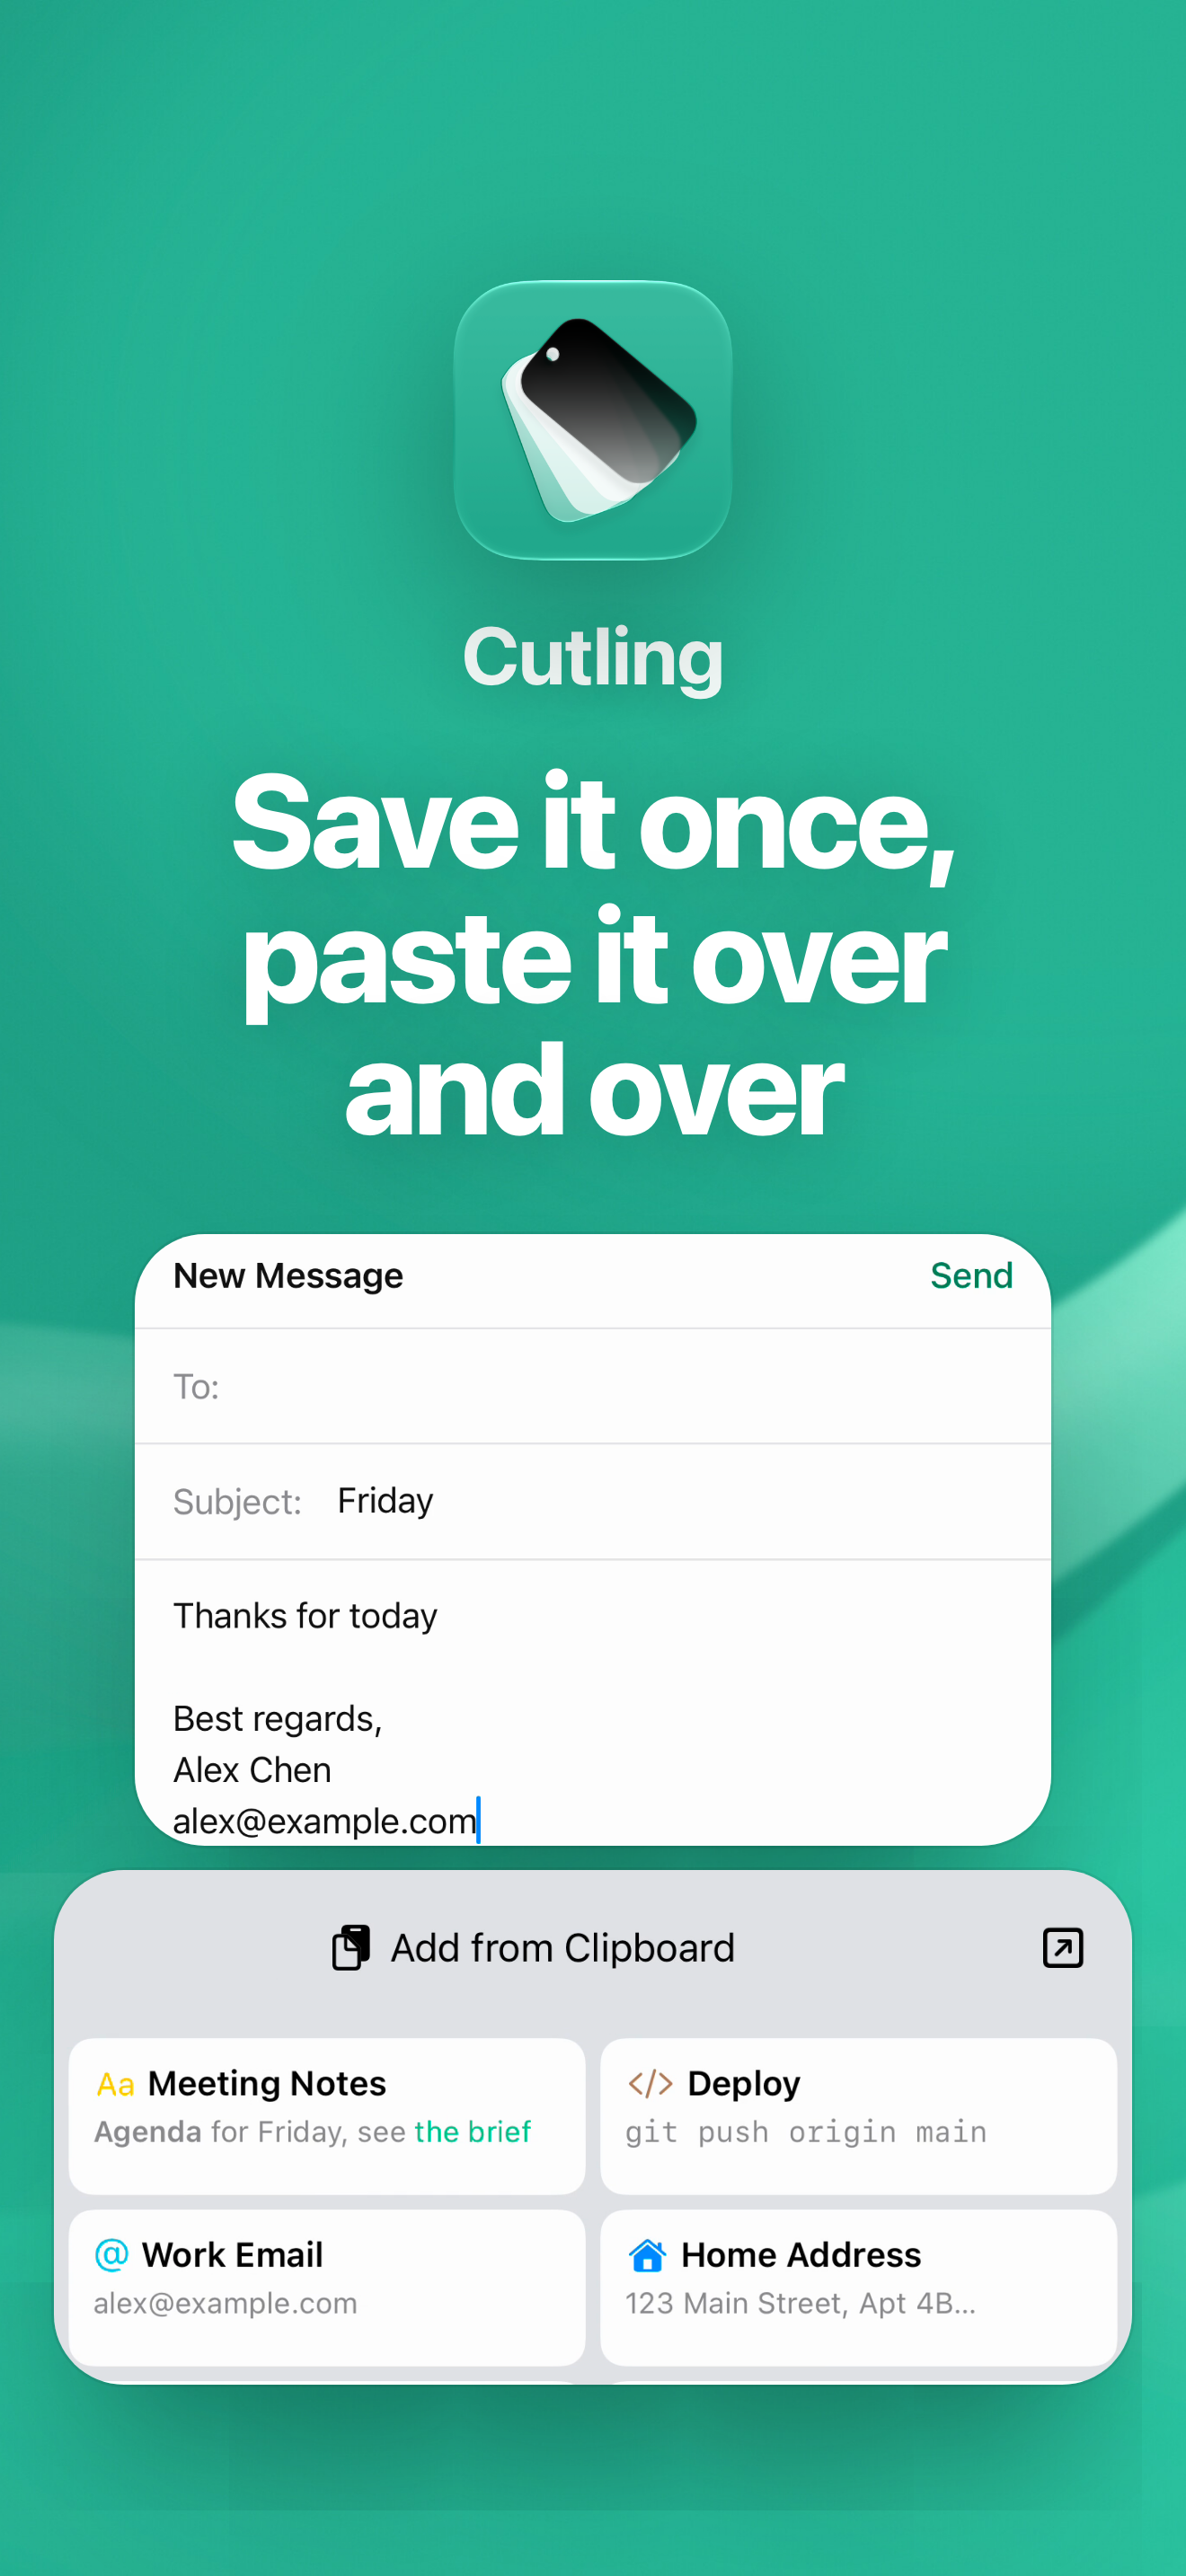 Cutling
Save it once,
paste it over
and over
New Message
Send
To:
Subject: Friday
Thanks for today
Best regards,
Alex Chen
alex@example.com
Add from Clipboard
Aa Meeting Notes
Agenda for Friday, see the brief
</> Deploy
git push origin main
@ Work Email
alex@example.com
Home Address
123 Main Street, Apt 4B...